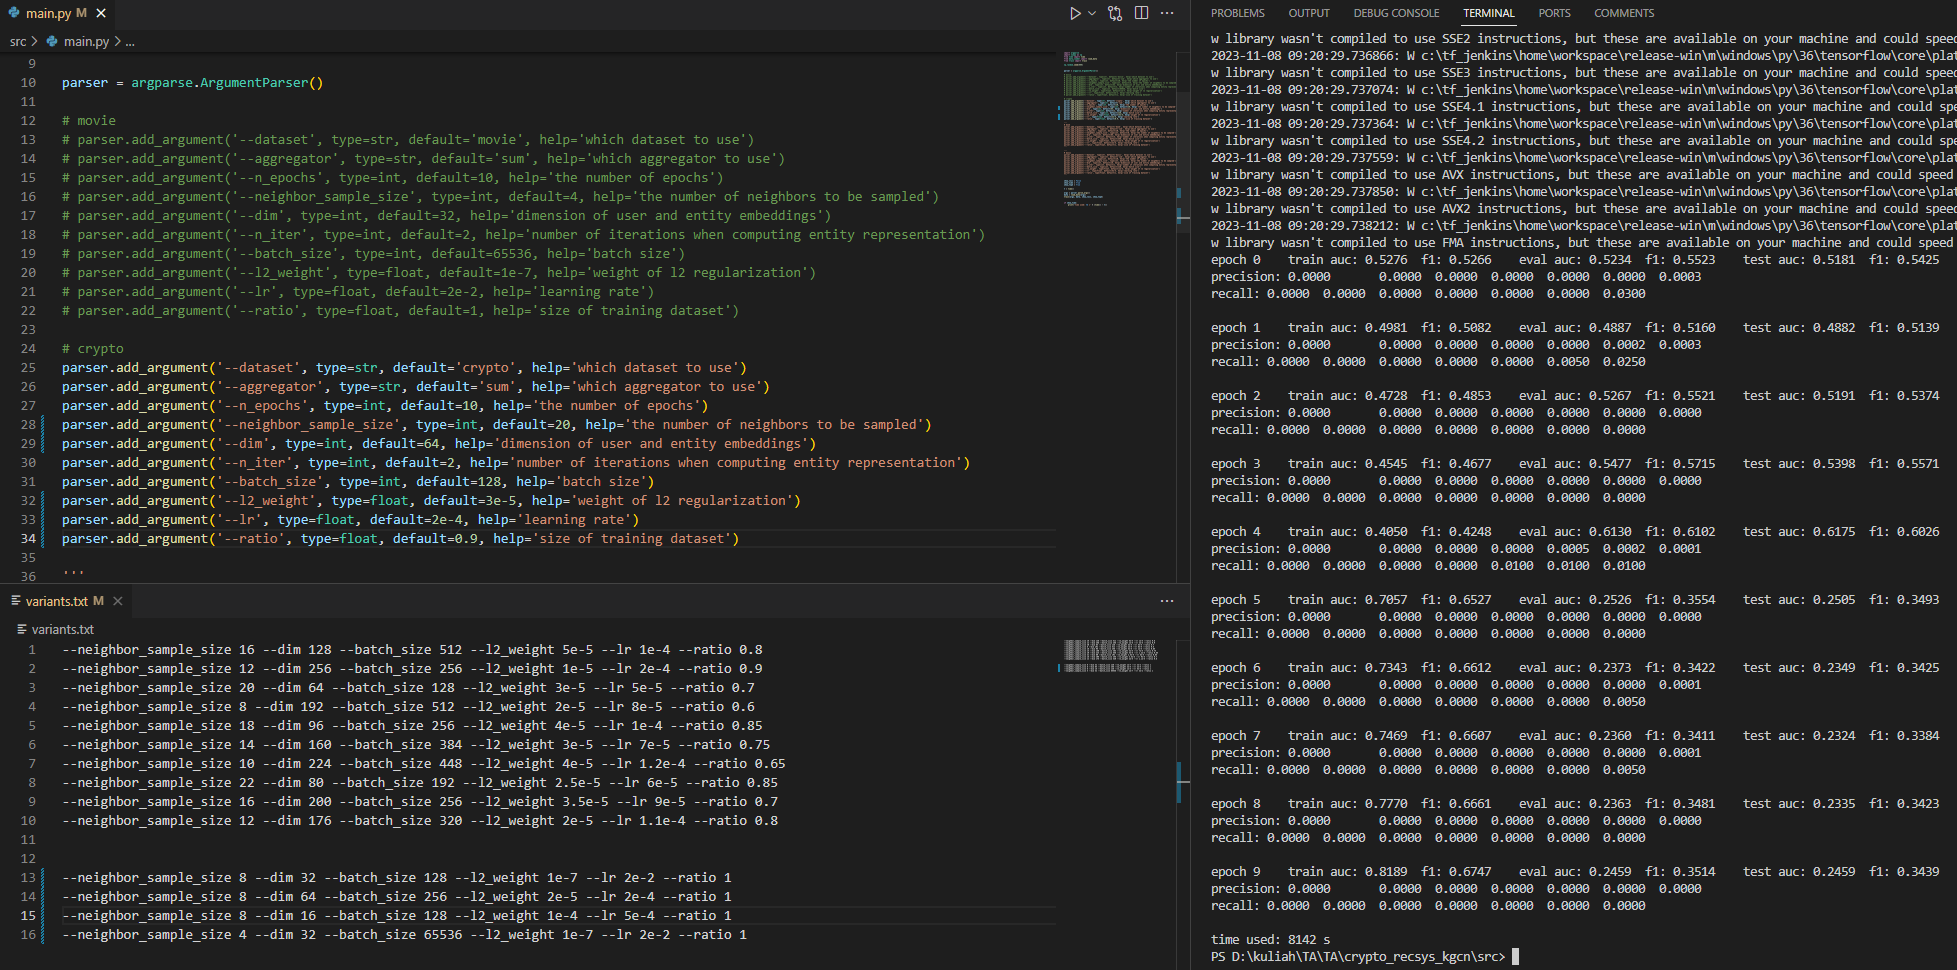 main.py M
src > main.py > ...
9
10 parser = argparse.ArgumentParser()
11
12 # movie
13 # parser.add_argument('--dataset', type=str, default='movie', help='which dataset to use')
14 # parser.add_argument('--aggregator', type=str, default='sum', help='which aggregator to use')
15 # parser.add_argument('--n_epochs', type=int, default=10, help='the number of epochs')
16 # parser.add_argument('--neighbor_sample_size', type=int, default=4, help='the number of neighbors to be sampled')
17 # parser.add_argument('--dim', type=int, default=32, help='dimension of user and entity embeddings')
18 # parser.add_argument('--n_iter', type=int, default=2, help='number of iterations when computing entity representation')
19 # parser.add_argument('--batch_size', type=int, default=65536, help='batch size')
20 # parser.add_argument('--l2_weight', type=float, default=1e-7, help='weight of l2 regularization')
21 # parser.add_argument('--lr', type=float, default=2e-2, help='learning rate')
22 # parser.add_argument('--ratio', type=float, default=1, help='size of training dataset')
23
24 # crypto
25 parser.add_argument('--dataset', type=str, default='crypto', help='which dataset to use')
26 parser.add_argument('--aggregator', type=str, default='sum', help='which aggregator to use')
27 parser.add_argument('--n_epochs', type=int, default=10, help='the number of epochs')
28 parser.add_argument('--neighbor_sample_size', type=int, default=20, help='the number of neighbors to be sampled')
29 parser.add_argument('--dim', type=int, default=64, help='dimension of user and entity embeddings')
30 parser.add_argument('--n_iter', type=int, default=2, help='number of iterations when computing entity representation')
31 parser.add_argument('--batch_size', type=int, default=128, help='batch size')
32 parser.add_argument('--l2_weight', type=float, default=3e-5, help='weight of l2 regularization')
33 parser.add_argument('--lr', type=float, default=2e-4, help='learning rate')
34 parser.add_argument('--ratio', type=float, default=0.9, help='size of training dataset')
35
36 '''
variants.txt M
variants.txt
1 --neighbor_sample_size 16 --dim 128 --batch_size 512 --l2_weight 5e-5 --lr 1e-4 --ratio 0.8
2 --neighbor_sample_size 12 --dim 256 --batch_size 256 --l2_weight 1e-5 --lr 2e-4 --ratio 0.9
3 --neighbor_sample_size 20 --dim 64 --batch_size 128 --l2_weight 3e-5 --lr 5e-5 --ratio 0.7
4 --neighbor_sample_size 8 --dim 192 --batch_size 512 --l2_weight 2e-5 --lr 8e-5 --ratio 0.6
5 --neighbor_sample_size 18 --dim 96 --batch_size 256 --l2_weight 4e-5 --lr 1e-4 --ratio 0.85
6 --neighbor_sample_size 14 --dim 160 --batch_size 384 --l2_weight 3e-5 --lr 7e-5 --ratio 0.75
7 --neighbor_sample_size 10 --dim 224 --batch_size 448 --l2_weight 4e-5 --lr 1.2e-4 --ratio 0.65
8 --neighbor_sample_size 22 --dim 80 --batch_size 192 --l2_weight 2.5e-5 --lr 6e-5 --ratio 0.85
9 --neighbor_sample_size 16 --dim 200 --batch_size 256 --l2_weight 3.5e-5 --lr 9e-5 --ratio 0.7
10 --neighbor_sample_size 12 --dim 176 --batch_size 320 --l2_weight 2e-5 --lr 1.1e-4 --ratio 0.8
11
12
13 --neighbor_sample_size 8 --dim 32 --batch_size 128 --l2_weight 1e-7 --lr 2e-2 --ratio 1
14 --neighbor_sample_size 8 --dim 64 --batch_size 256 --l2_weight 2e-5 --lr 2e-4 --ratio 1
15 --neighbor_sample_size 8 --dim 16 --batch_size 128 --l2_weight 1e-4 --lr 5e-4 --ratio 1
16 --neighbor_sample_size 4 --dim 32 --batch_size 65536 --l2_weight 1e-7 --lr 2e-2 --ratio 1
PROBLEMS OUTPUT DEBUG CONSOLE TERMINAL PORTS COMMENTS
w library wasn't compiled to use SSE2 instructions, but these are available on your machine and could speed
2023-11-08 09:20:29.736866: W c:\tf_jenkins\home\workspace\release-win\m\windows\py\36\tensorflow\core\plat
w library wasn't compiled to use SSE3 instructions, but these are available on your machine and could speed
2023-11-08 09:20:29.737074: W c:\tf_jenkins\home\workspace\release-win\m\windows\py\36\tensorflow\core\plat
w library wasn't compiled to use SSE4.1 instructions, but these are available on your machine and could spe
2023-11-08 09:20:29.737364: W c:\tf_jenkins\home\workspace\release-win\m\windows\py\36\tensorflow\core\plat
w library wasn't compiled to use SSE4.2 instructions, but these are available on your machine and could spe
2023-11-08 09:20:29.737559: W c:\tf_jenkins\home\workspace\release-win\m\windows\py\36\tensorflow\core\plat
w library wasn't compiled to use AVX instructions, but these are available on your machine and could speed
2023-11-08 09:20:29.737850: W c:\tf_jenkins\home\workspace\release-win\m\windows\py\36\tensorflow\core\plat
w library wasn't compiled to use AVX2 instructions, but these are available on your machine and could speed
2023-11-08 09:20:29.738212: W c:\tf_jenkins\home\workspace\release-win\m\windows\py\36\tensorflow\core\plat
w library wasn't compiled to use FMA instructions, but these are available on your machine and could speed
epoch 0 train auc: 0.5276 f1: 0.5266 eval auc: 0.5234 f1: 0.5523 test auc: 0.5181 f1: 0.5425
precision: 0.0000 0.0000 0.0000 0.0000 0.0000 0.0000 0.0003
recall: 0.0000 0.0000 0.0000 0.0000 0.0000 0.0000 0.0300
epoch 1 train auc: 0.4981 f1: 0.5082 eval auc: 0.4887 f1: 0.5160 test auc: 0.4882 f1: 0.5139
precision: 0.0000 0.0000 0.0000 0.0000 0.0000 0.0002 0.0003
recall: 0.0000 0.0000 0.0000 0.0000 0.0000 0.0050 0.0250
epoch 2 train auc: 0.4728 f1: 0.4853 eval auc: 0.5267 f1: 0.5521 test auc: 0.5191 f1: 0.5374
precision: 0.0000 0.0000 0.0000 0.0000 0.0000 0.0000 0.0000
recall: 0.0000 0.0000 0.0000 0.0000 0.0000 0.0000 0.0000
epoch 3 train auc: 0.4545 f1: 0.4677 eval auc: 0.5477 f1: 0.5715 test auc: 0.5398 f1: 0.5571
precision: 0.0000 0.0000 0.0000 0.0000 0.0000 0.0000 0.0000
recall: 0.0000 0.0000 0.0000 0.0000 0.0000 0.0000 0.0000
epoch 4 train auc: 0.4050 f1: 0.4248 eval auc: 0.6130 f1: 0.6102 test auc: 0.6175 f1: 0.6026
precision: 0.0000 0.0000 0.0000 0.0000 0.0005 0.0002 0.0001
recall: 0.0000 0.0000 0.0000 0.0000 0.0100 0.0100 0.0100
epoch 5 train auc: 0.7057 f1: 0.6527 eval auc: 0.2526 f1: 0.3554 test auc: 0.2505 f1: 0.3493
precision: 0.0000 0.0000 0.0000 0.0000 0.0000 0.0000 0.0000
recall: 0.0000 0.0000 0.0000 0.0000 0.0000 0.0000 0.0000
epoch 6 train auc: 0.7343 f1: 0.6612 eval auc: 0.2373 f1: 0.3422 test auc: 0.2349 f1: 0.3425
precision: 0.0000 0.0000 0.0000 0.0000 0.0000 0.0000 0.0001
recall: 0.0000 0.0000 0.0000 0.0000 0.0000 0.0000 0.0050
epoch 7 train auc: 0.7469 f1: 0.6607 eval auc: 0.2360 f1: 0.3411 test auc: 0.2324 f1: 0.3384
precision: 0.0000 0.0000 0.0000 0.0000 0.0000 0.0000 0.0001
recall: 0.0000 0.0000 0.0000 0.0000 0.0000 0.0000 0.0050
epoch 8 train auc: 0.7770 f1: 0.6661 eval auc: 0.2363 f1: 0.3481 test auc: 0.2335 f1: 0.3423
precision: 0.0000 0.0000 0.0000 0.0000 0.0000 0.0000 0.0000
recall: 0.0000 0.0000 0.0000 0.0000 0.0000 0.0000 0.0000
epoch 9 train auc: 0.8189 f1: 0.6747 eval auc: 0.2459 f1: 0.3514 test auc: 0.2459 f1: 0.3439
precision: 0.0000 0.0000 0.0000 0.0000 0.0000 0.0000 0.0000
recall: 0.0000 0.0000 0.0000 0.0000 0.0000 0.0000 0.0000
time used: 8142 s
PS D:\kuliah\TA\TA\crypto_recsys_kgcn\src>